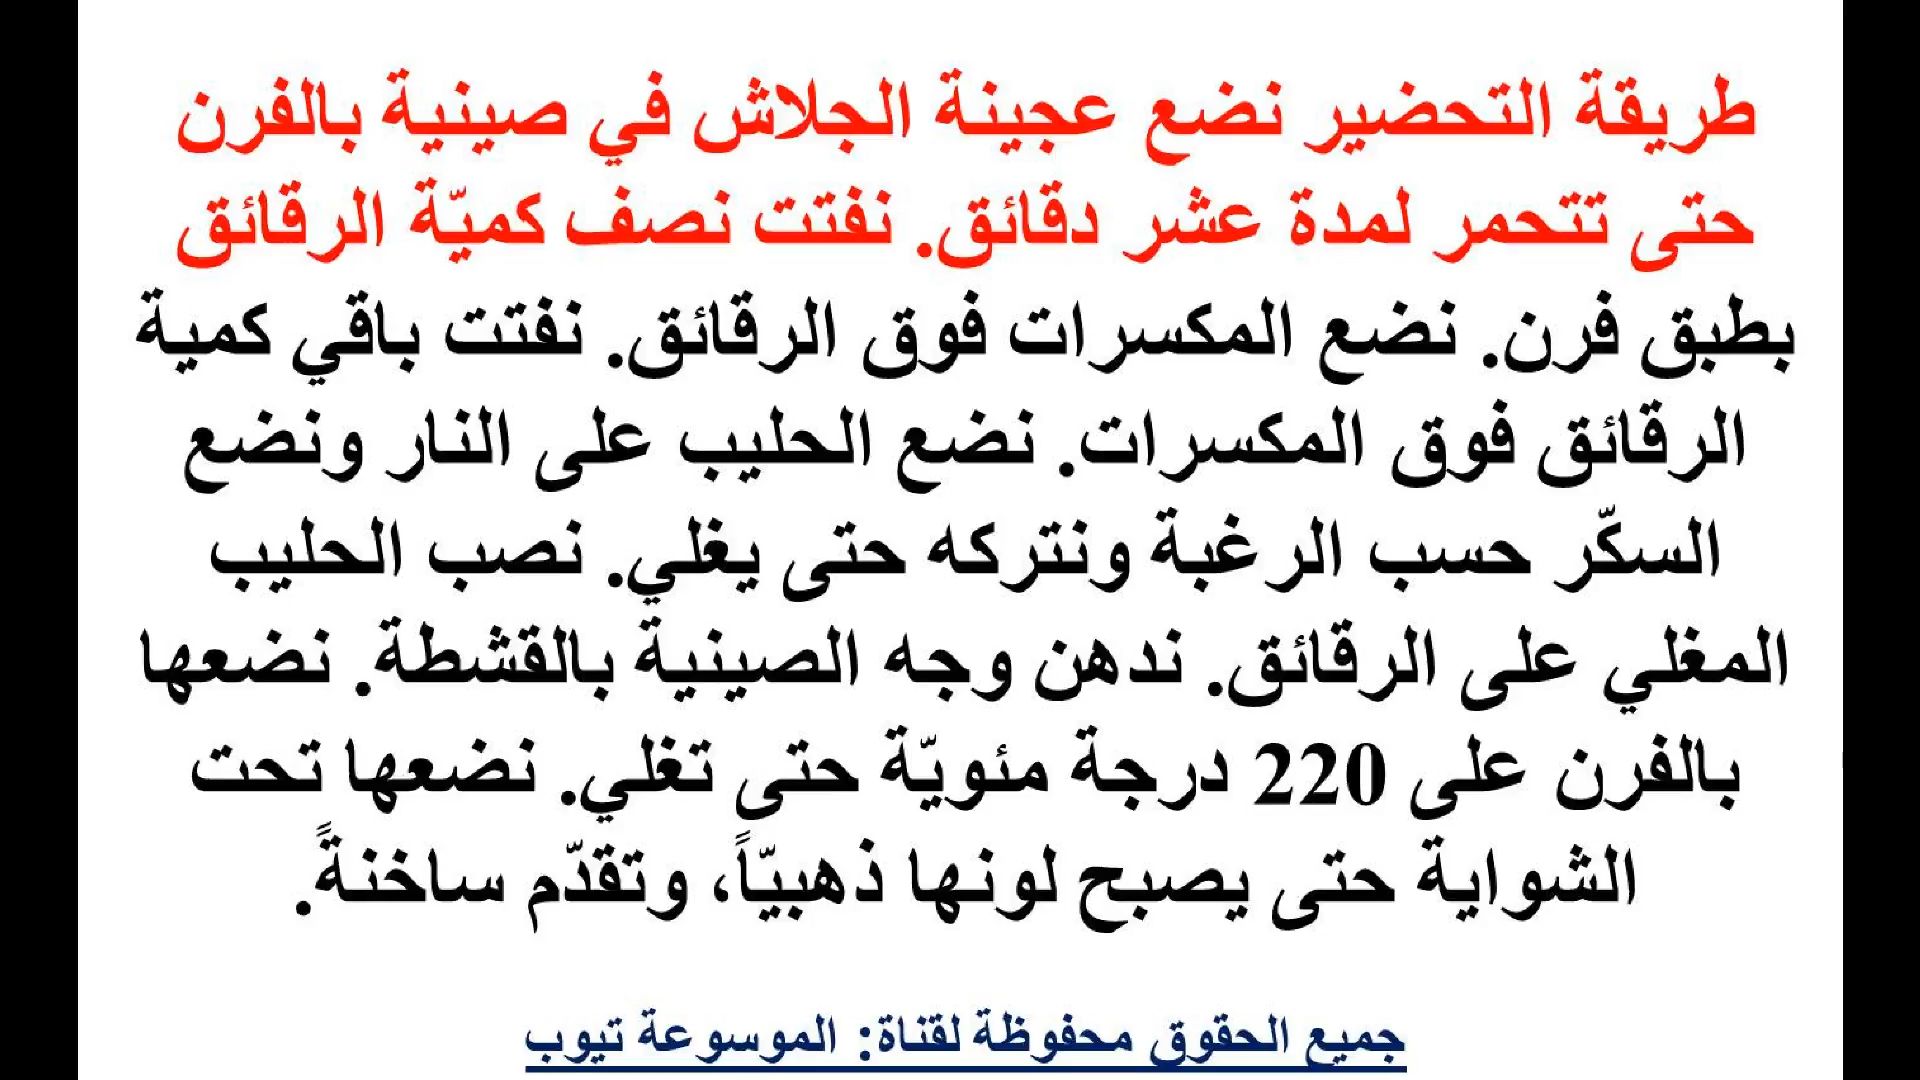 طريقة التحضير نضع عجينة الجلاش في صينية بالفرن
حتى تتحمر لمدة عشر دقائق. نفتت نصف كميّة الرقائق
بطبق فرن. نضع المكسرات فوق الرقائق. نفتت باقي كمية
الرقائق فوق المكسرات. نضع الحليب على النار ونضع
السكّر حسب الرغبة ونتركه حتى يغلي. نصب الحليب
المغلي على الرقائق. ندهن وجه الصينية بالقشطة. نضعها
بالفرن على 220 درجة مئويّة حتى تغلي. نضعها تحت
الشواية حتى يصبح لونها ذهبيّاً، وتقدّم ساخنةً.
جميع الحقوق محفوظة لقناة: الموسوعة تيوب